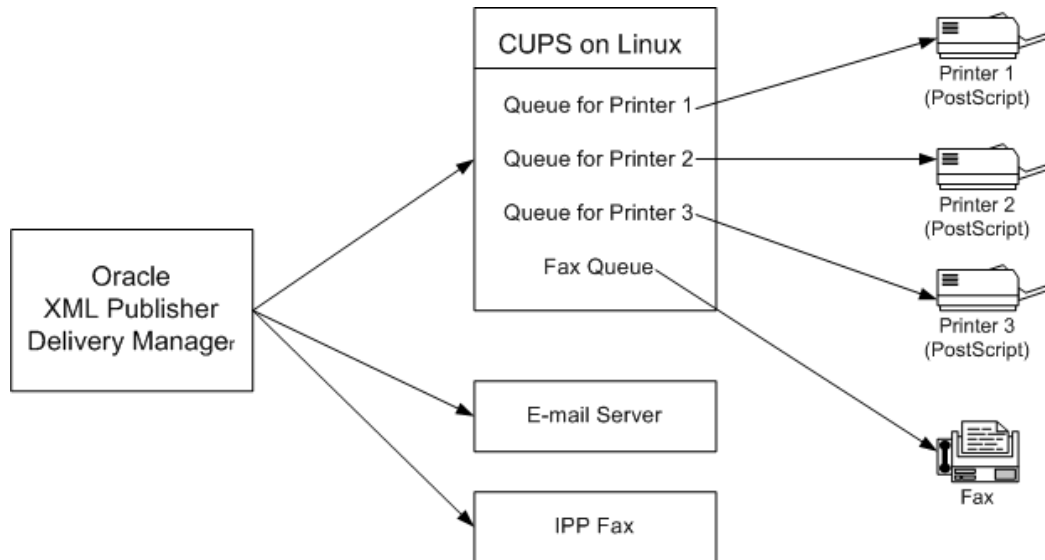 CUPS on Linux
Queue for Printer 1
Queue for Printer 2
Queue for Printer 3
Fax Queue
Oracle
XML Publisher
Delivery Manager
E-mail Server
IPP Fax
Printer 1
(PostScript)
Printer 2
(PostScript)
Printer 3
(PostScript)
Fax